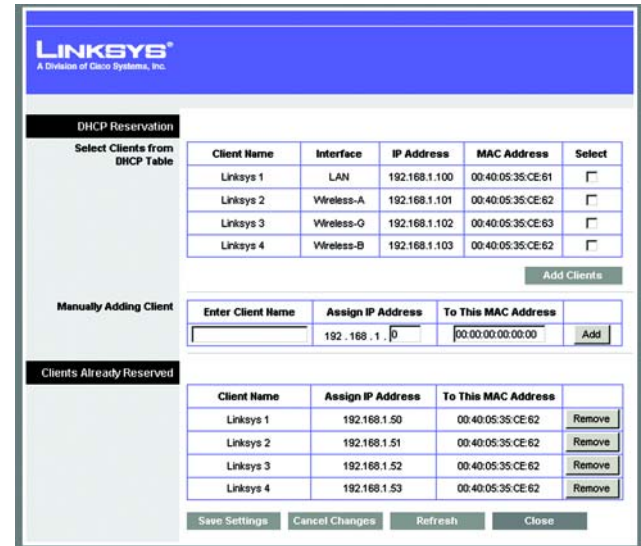 LINKSYS®
A Division of Cisco Systems, Inc.
DHCP Reservation
Select Clients from DHCP Table
Client Name Interface IP Address MAC Address Select
Linksys 1 LAN 192.168.1.100 00:40:05:35:CE:61
Linksys 2 Wireless-A 192.168.1.101 00:40:05:35:CE:62
Linksys 3 Wireless-G 192.168.1.102 00:40:05:35:CE:63
Linksys 4 Wireless-B 192.168.1.103 00:40:05:35:CE:62
Add Clients
Manually Adding Client
Enter Client Name Assign IP Address To This MAC Address
192 . 168 . 1 . 0 00:00:00:00:00:00 Add
Clients Already Reserved
Client Name Assign IP Address To This MAC Address
Linksys 1 192.168.1.50 00:40:05:35:CE:62 Remove
Linksys 2 192.168.1.51 00:40:05:35:CE:62 Remove
Linksys 3 192.168.1.52 00:40:05:35:CE:62 Remove
Linksys 4 192.168.1.53 00:40:05:35:CE:62 Remove
Save Settings Cancel Changes Refresh Close